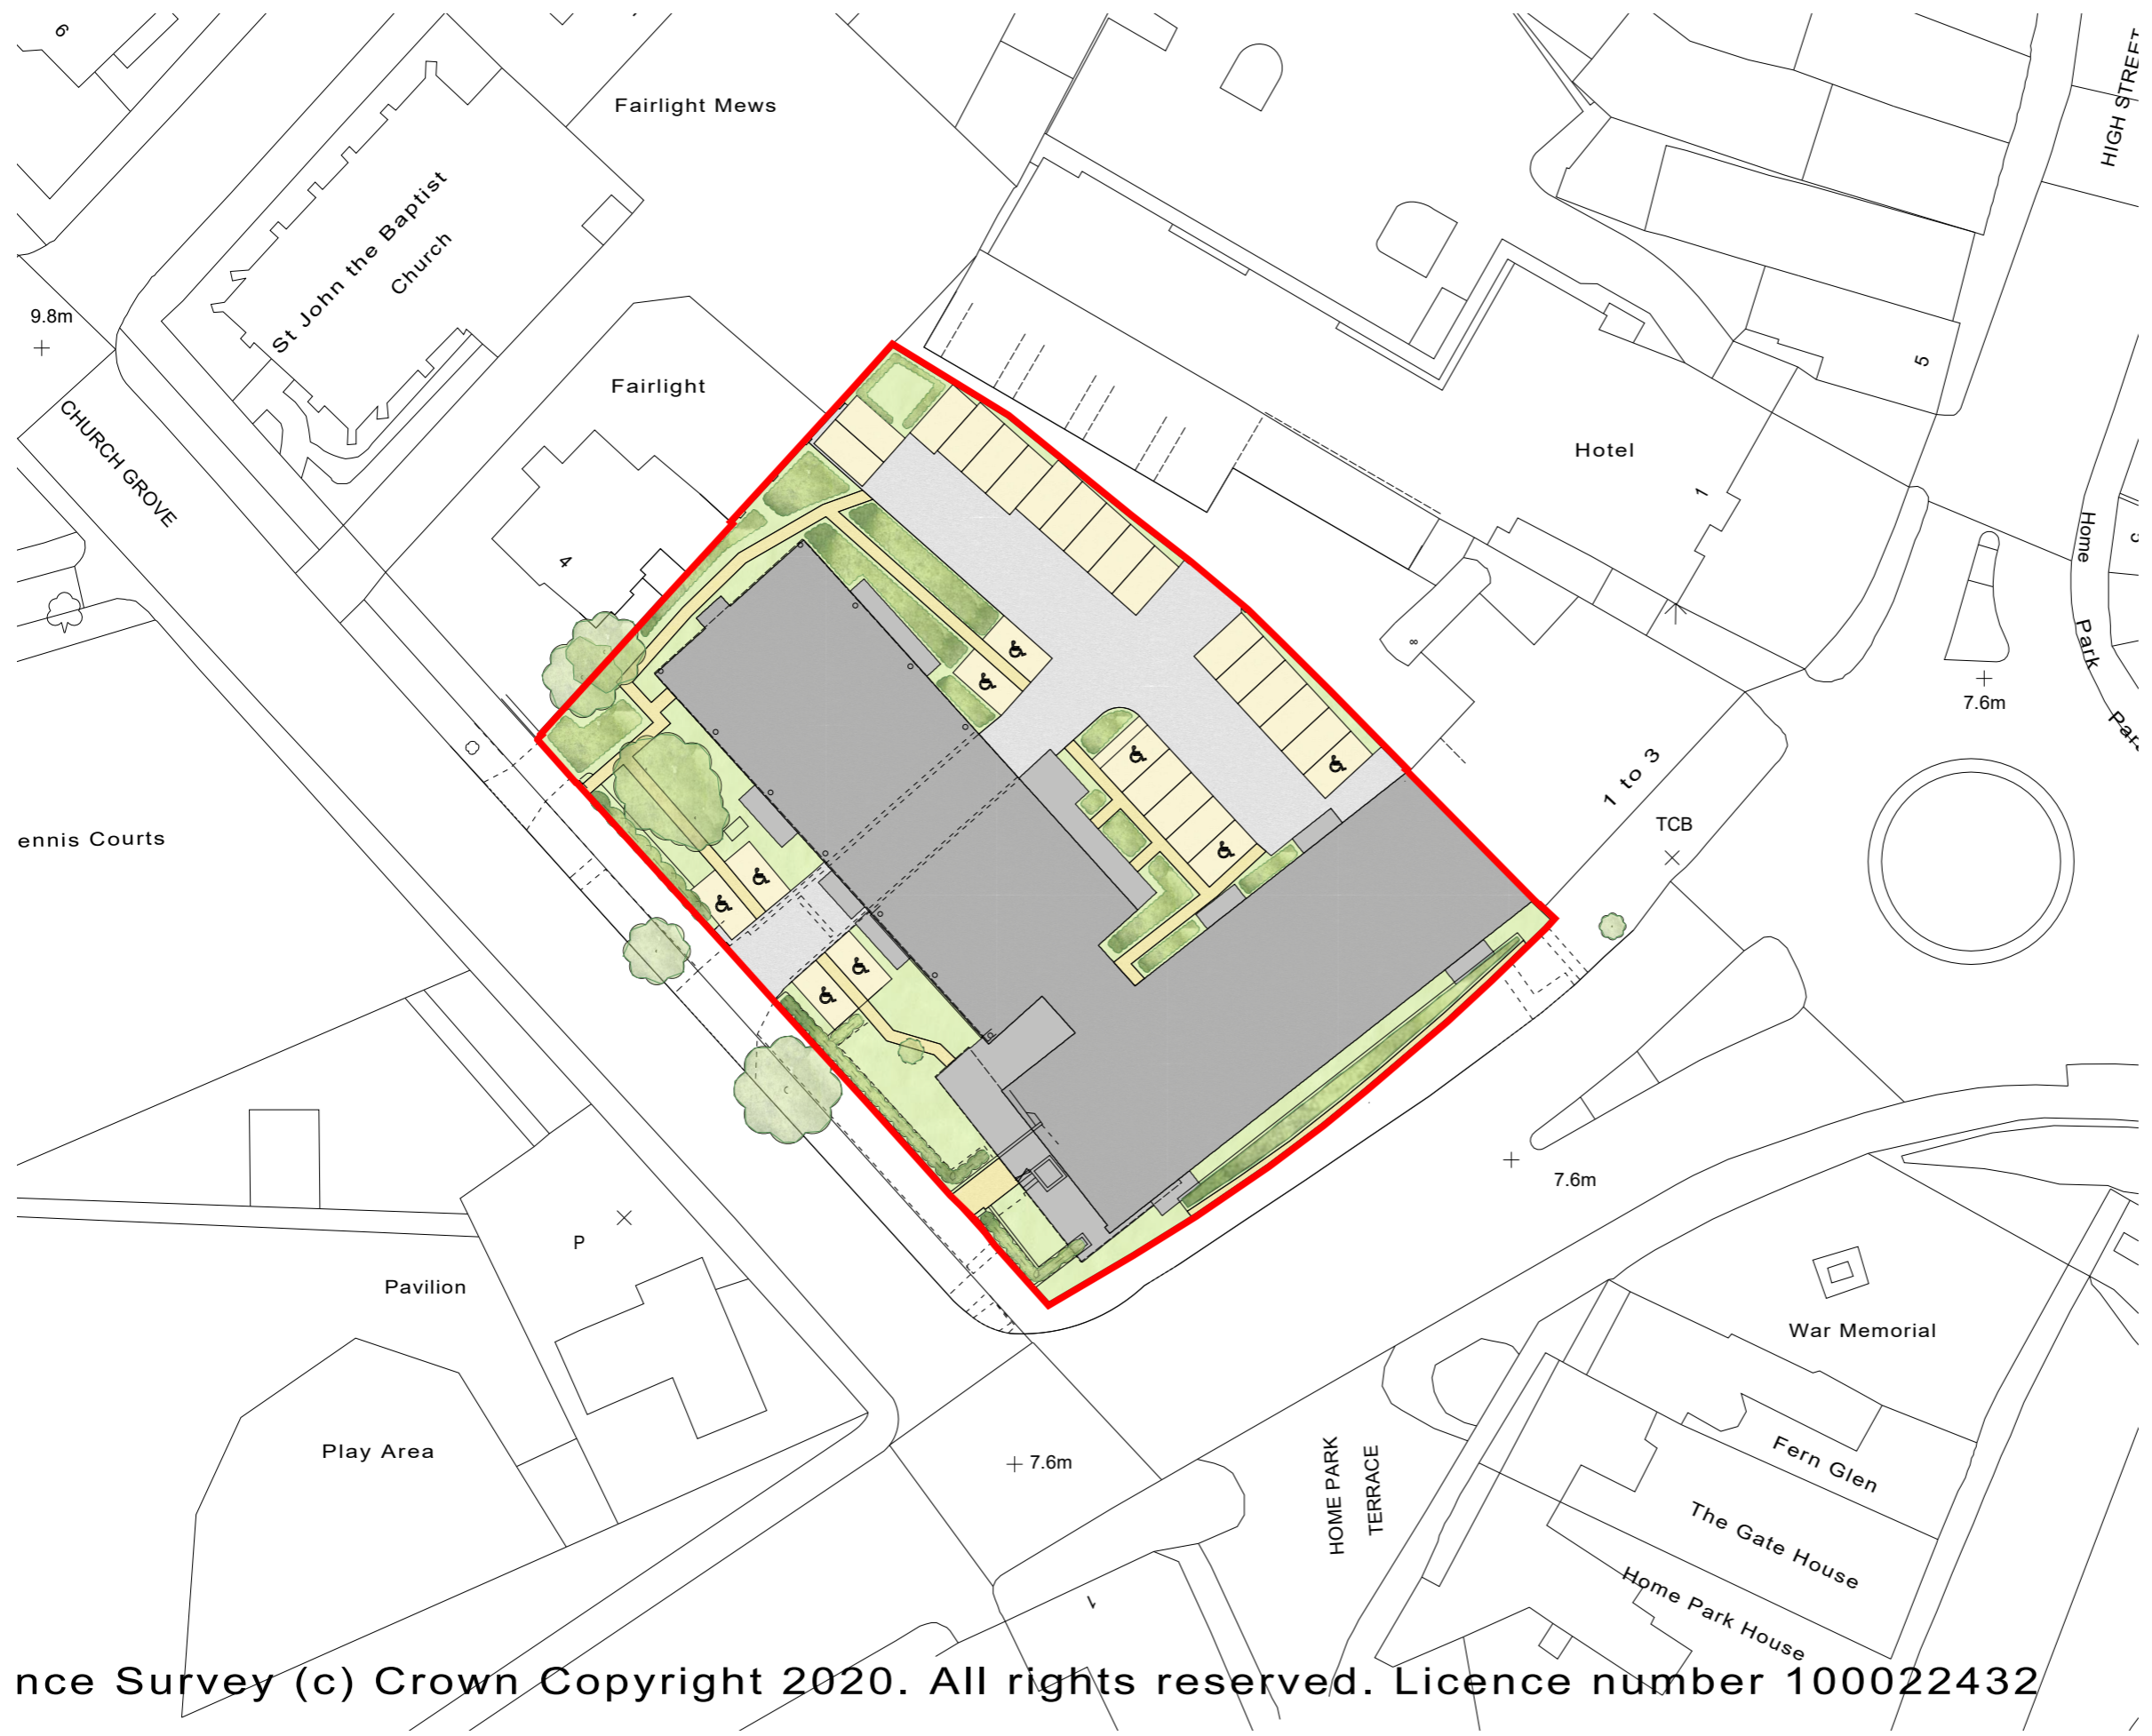 6
Fairlight Mews
HIGH STREET
St John the Baptist
Church
9.8m
CHURCH GROVE
Fairlight
5
Hotel
1
4
8
Home
Park
7.6m
1 to 3
TCB
ennis Courts
7.6m
P
Pavilion
War Memorial
Play Area
7.6m
HOME PARK
TERRACE
Fern Glen
The Gate House
Home Park House
1
nce Survey (c) Crown Copyright 2020. All rights reserved. Licence number 100022432